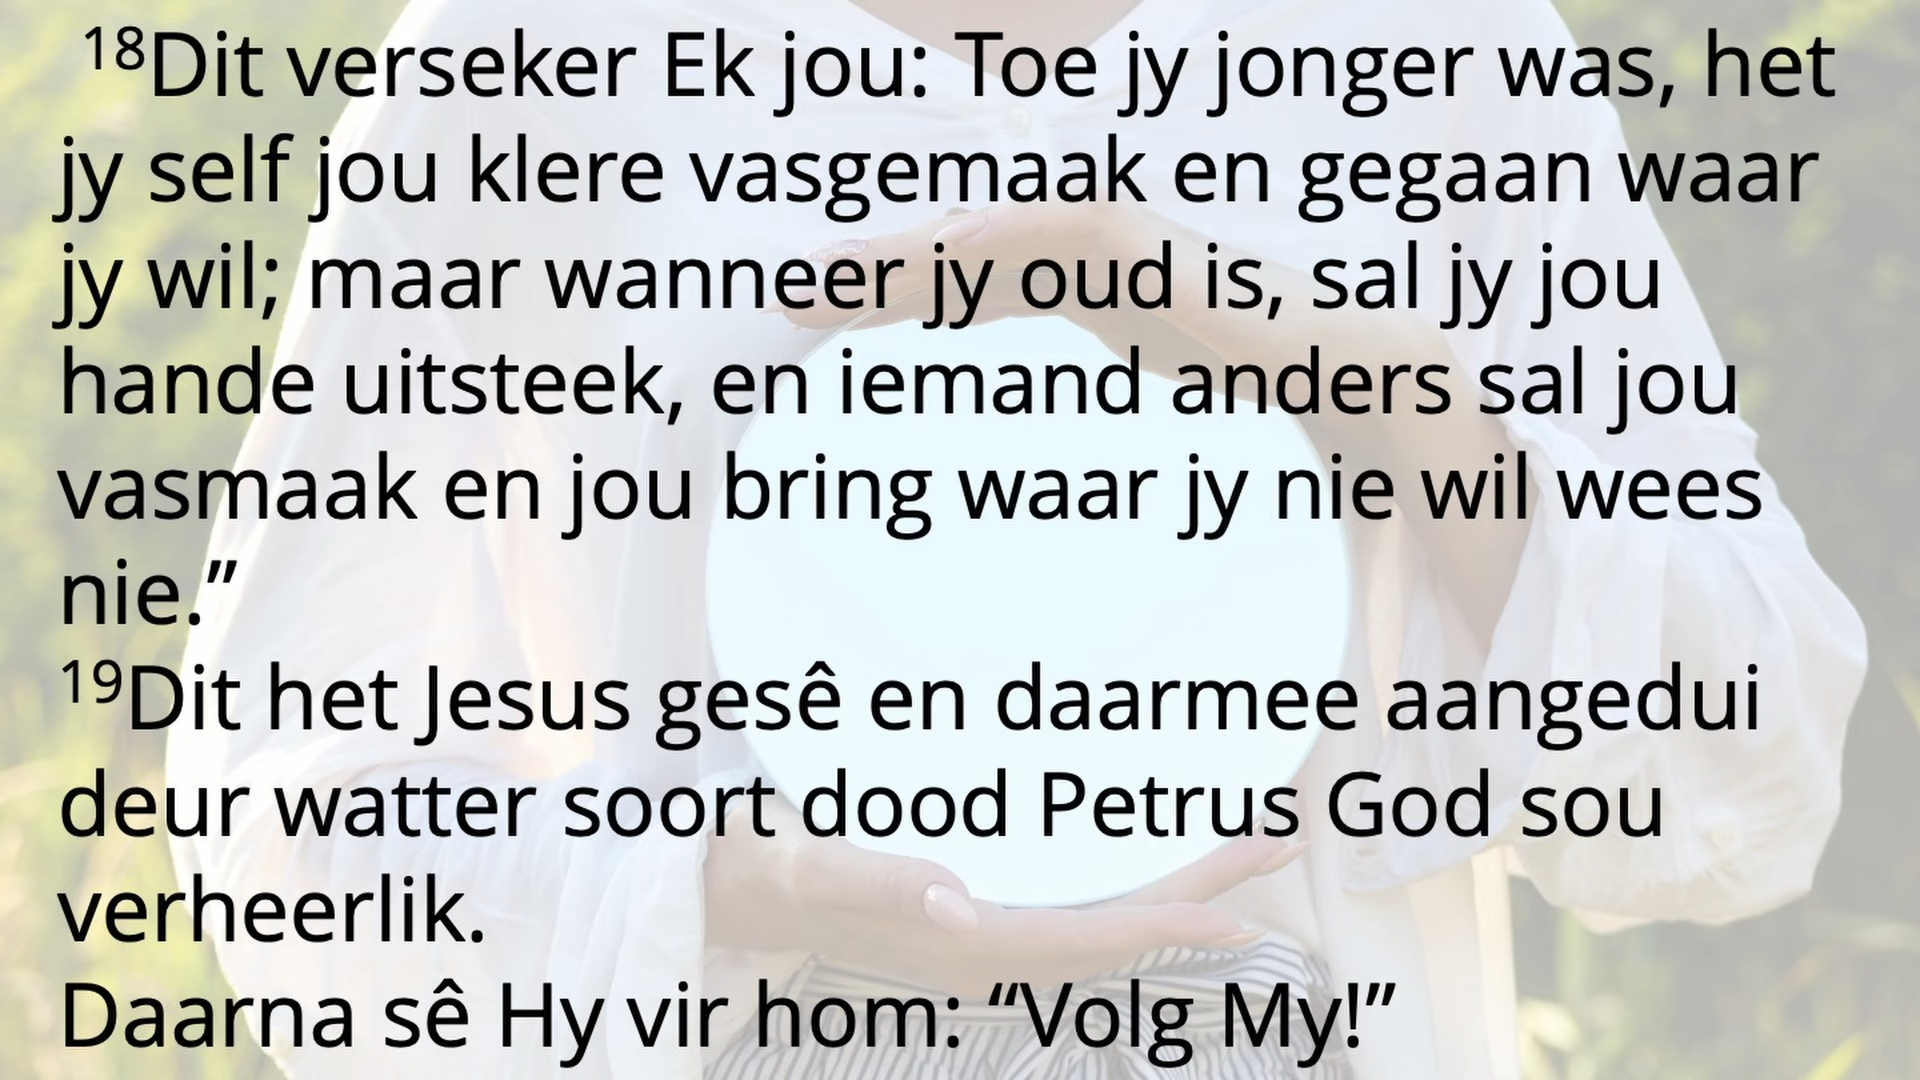 18Dit verseker Ek jou: Toe jy jonger was, het
jy self jou klere vasgemaak en gegaan waar
jy wil; maar wanneer jy oud is, sal jy jou
hande uitsteek, en iemand anders sal jou
vasmaak en jou bring waar jy nie wil wees
nie.”
19Dit het Jesus gesê en daarmee aangedui
deur watter soort dood Petrus God sou
verheerlik.
Daarna sê Hy vir hom: “Volg My!”